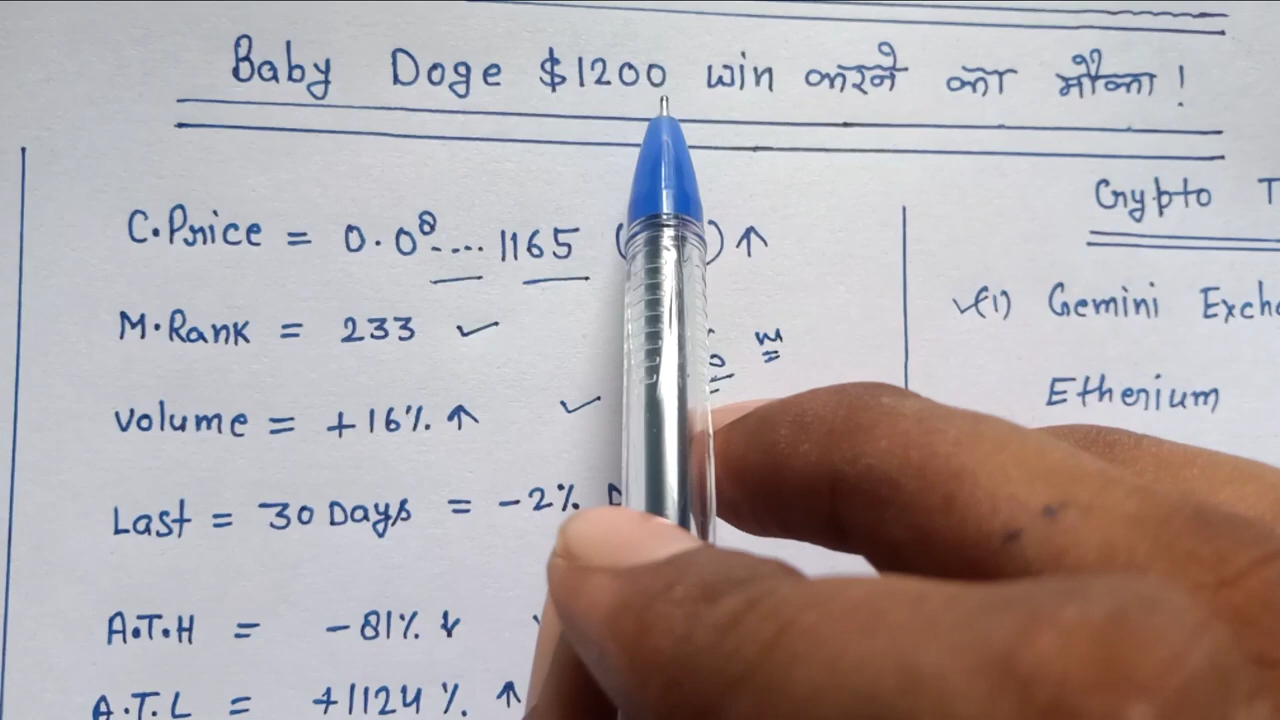 Baby Doge $1200 win करने का मौका!
C.Price = 0.0⁸.... 1165 ( ) ↑
M.Rank = 233 ✓
Volume = +16% ↑ ✓
Last = 30 Days = -2%
A.T.H = -81% ↓
A.T.L = +1124% ↑
Crypto T
✓(1) Gemini Excha
Etherium